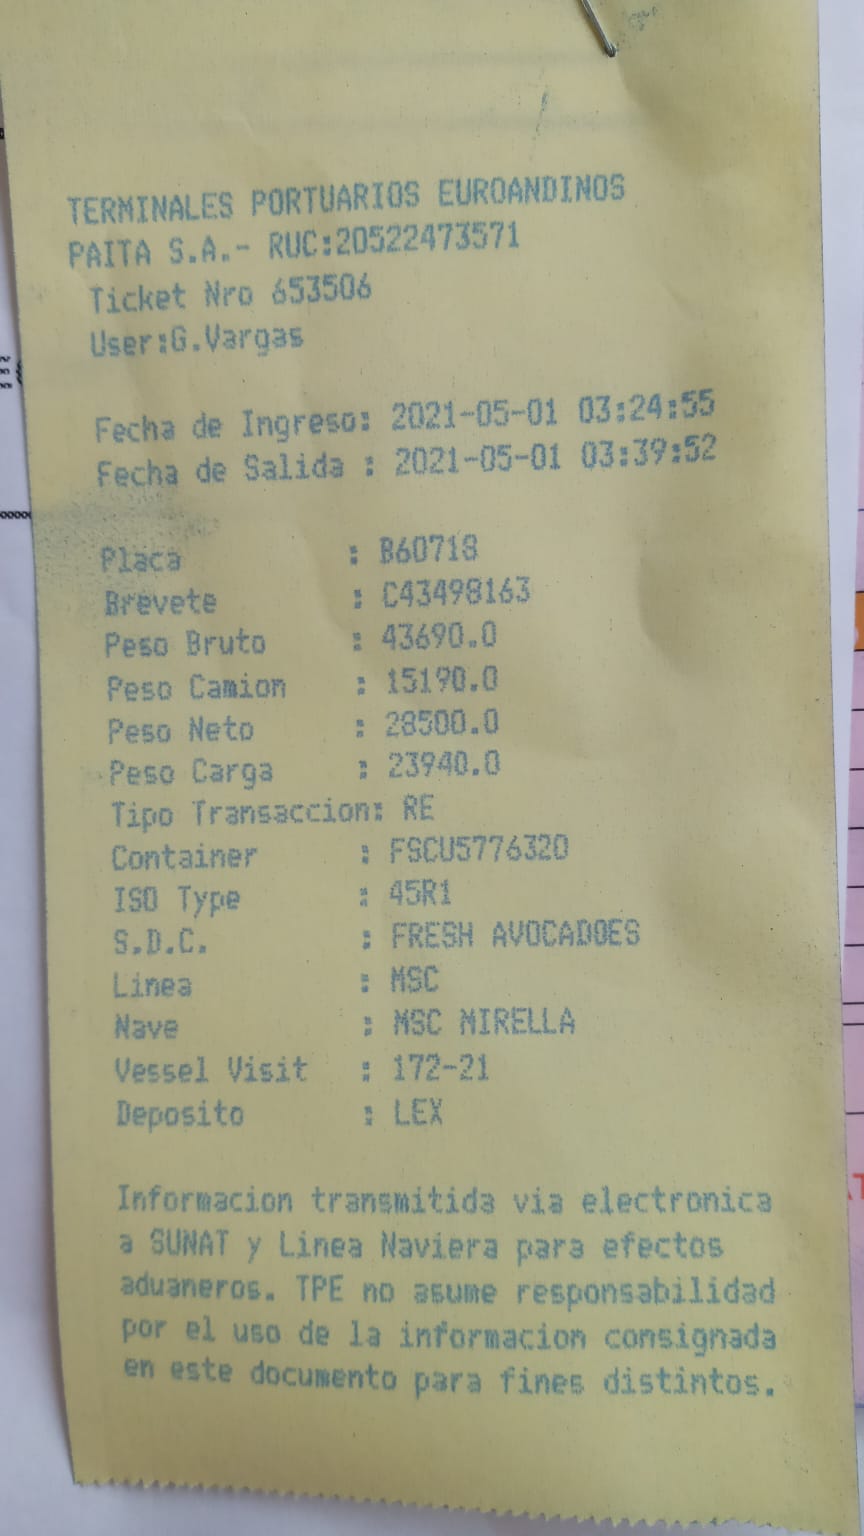 TERMINALES PORTUARIOS EUROANDINOS
PAITA S.A.- RUC:20522473571
Ticket Nro 653506
User:G.Vargas
Fecha de Ingreso: 2021-05-01 03:24:55
Fecha de Salida : 2021-05-01 03:39:52
Placa : B60718
Brevete : C43498163
Peso Bruto : 43690.0
Peso Camion : 15190.0
Peso Neto : 28500.0
Peso Carga : 23940.0
Tipo Transaccion: RE
Container : FSCU5776320
ISO Type : 45R1
S.D.C. : FRESH AVOCADOES
Linea : MSC
Nave : MSC MIRELLA
Vessel Visit : 172-21
Deposito : LEX
Informacion transmitida via electronica
a SUNAT y Linea Naviera para efectos
aduaneros. TPE no asume responsabilidad
por el uso de la informacion consignada
en este documento para fines distintos.